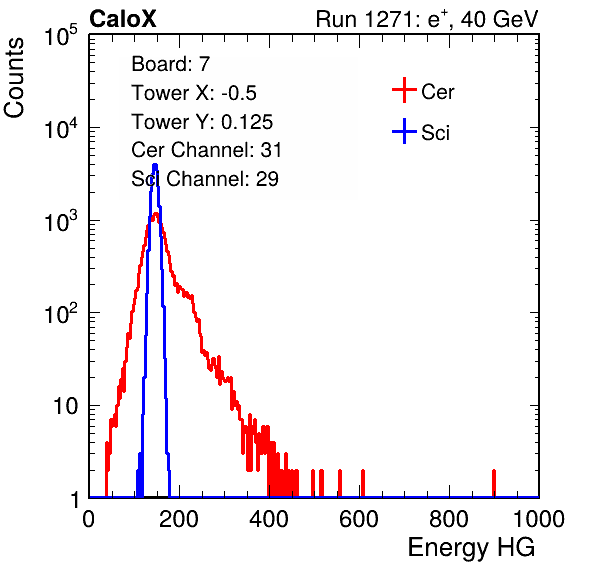 CaloX Run 1271: e⁺, 40 GeV
Counts
Board: 7
Tower X: -0.5
Tower Y: 0.125
Cer Channel: 31
Sci Channel: 29
Cer
Sci
10⁵
10⁴
10³
10²
10
1
0 200 400 600 800 1000
Energy HG